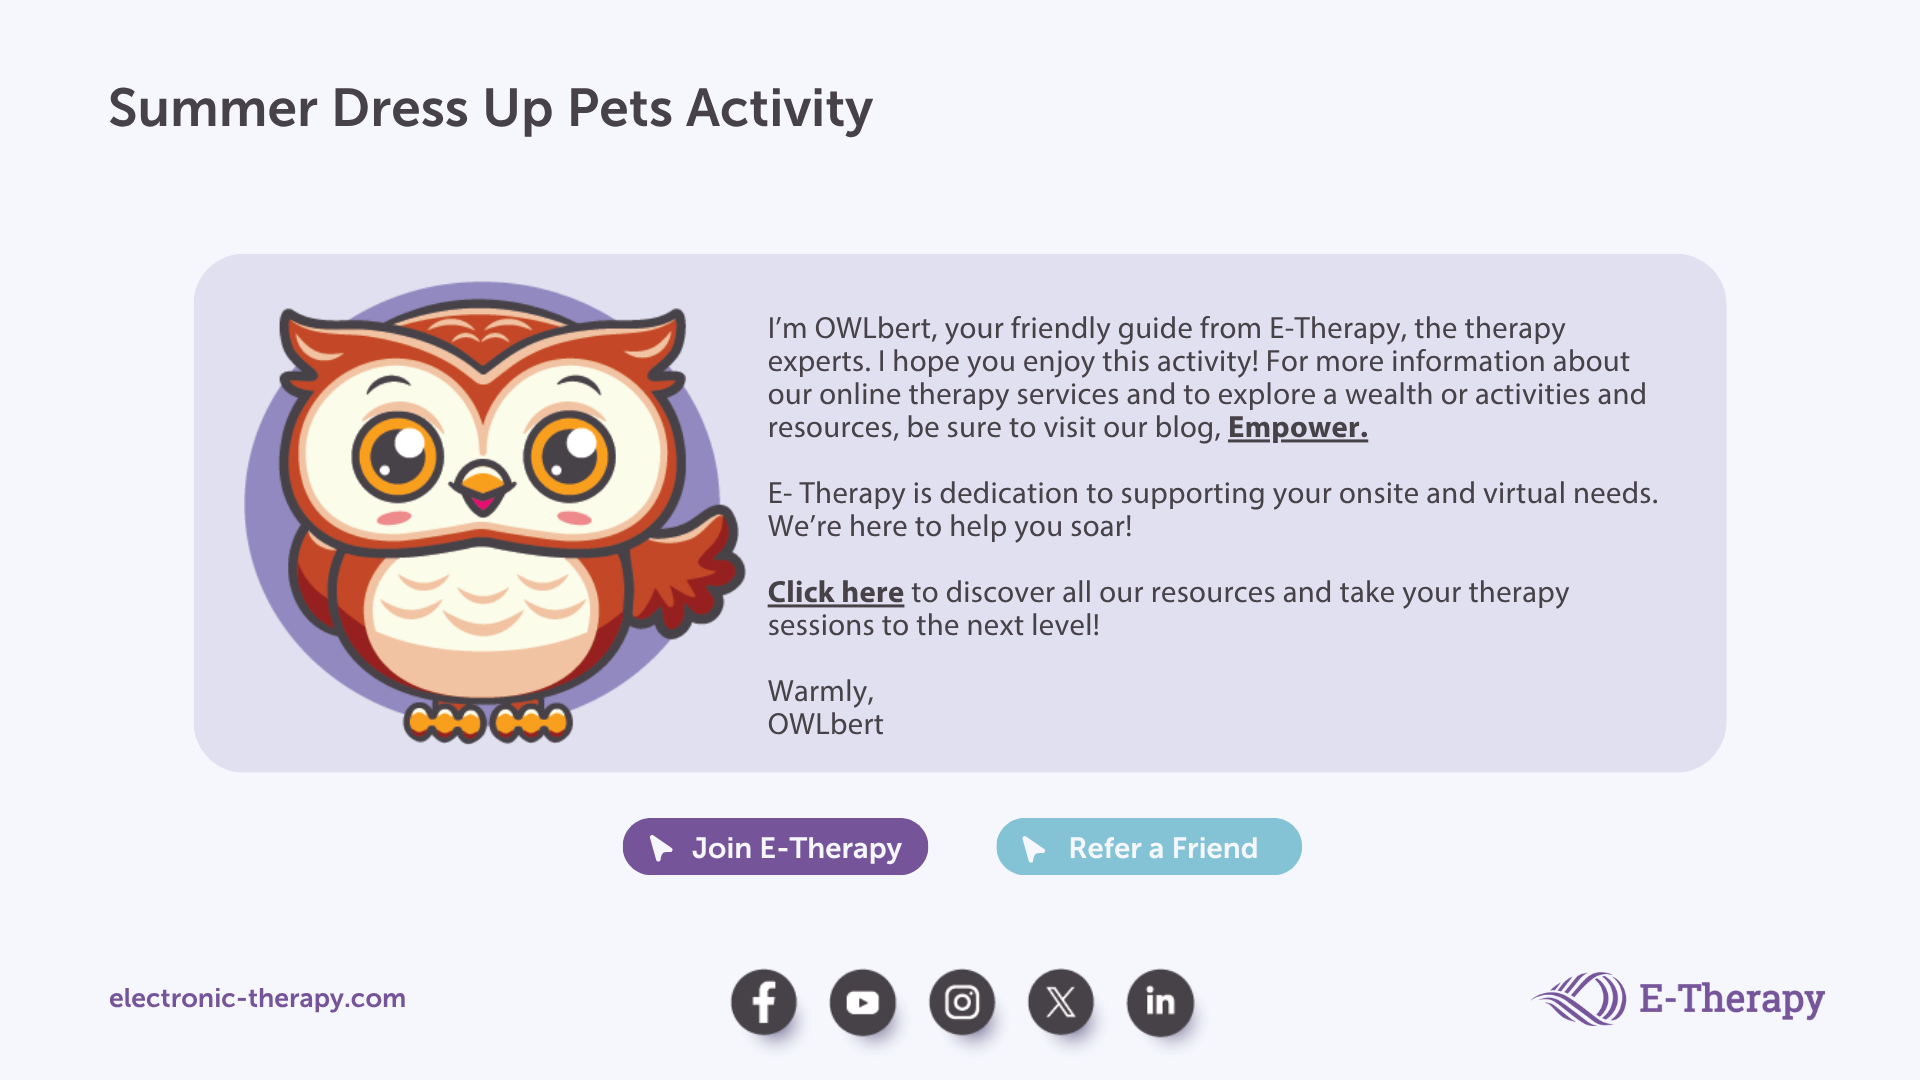 Summer Dress Up Pets Activity
I'm OWLbert, your friendly guide from E-Therapy, the therapy
experts. I hope you enjoy this activity! For more information about
our online therapy services and to explore a wealth or activities and
resources, be sure to visit our blog, Empower.
E- Therapy is dedication to supporting your onsite and virtual needs.
We're here to help you soar!
Click here to discover all our resources and take your therapy
sessions to the next level!
Warmly,
OWLbert
Join E-Therapy
Refer a Friend
electronic-therapy.com
E-Therapy